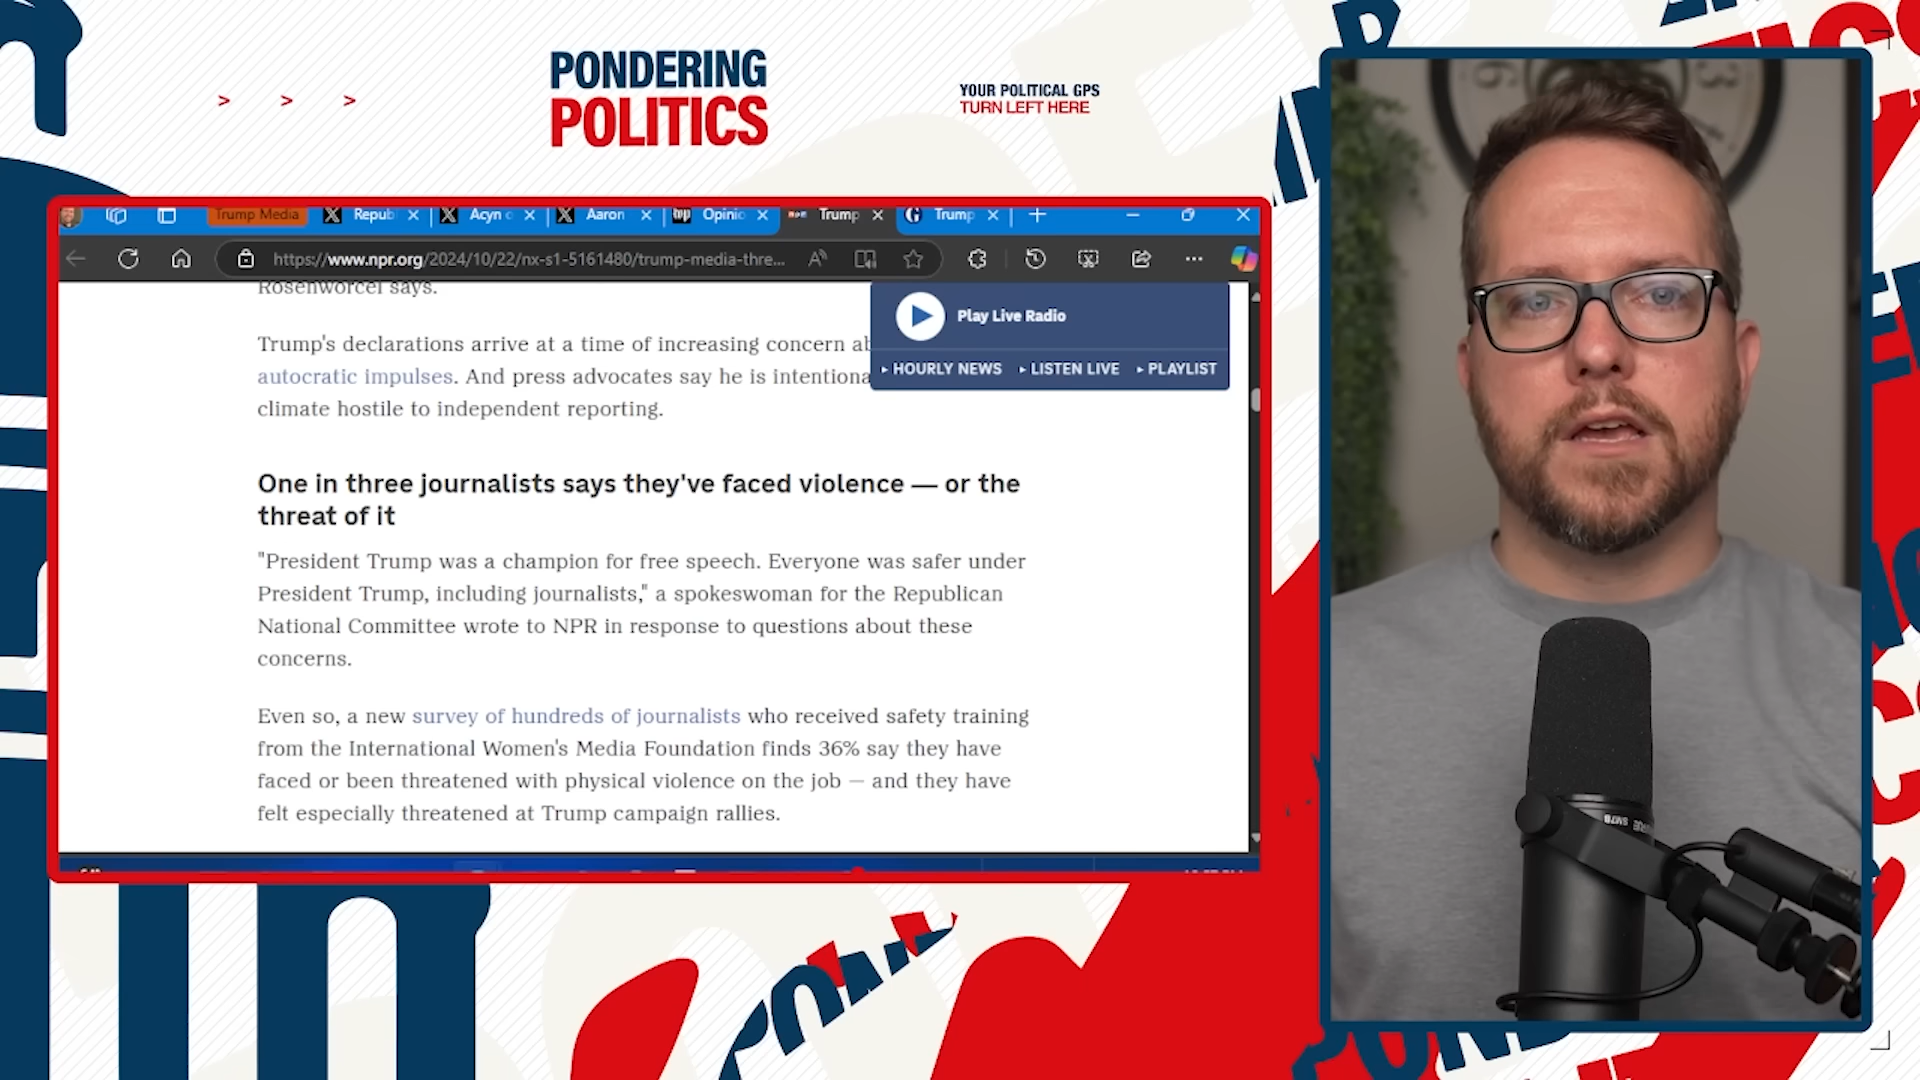 PONDERING
POLITICS
YOUR POLITICAL GPS
TURN LEFT HERE
> > >
Trump Media
Republ
Acyn
Aaron
Opinio
Trump
Trump
https://www.npr.org/2024/10/22/nx-s1-5161480/trump-media-thre...
Rosenworcel says.
Play Live Radio
HOURLY NEWS
LISTEN LIVE
PLAYLIST
Trump's declarations arrive at a time of increasing concern ab
autocratic impulses. And press advocates say he is intentiona
climate hostile to independent reporting.
One in three journalists says they've faced violence — or the
threat of it
"President Trump was a champion for free speech. Everyone was safer under
President Trump, including journalists," a spokeswoman for the Republican
National Committee wrote to NPR in response to questions about these
concerns.
Even so, a new survey of hundreds of journalists who received safety training
from the International Women's Media Foundation finds 36% say they have
faced or been threatened with physical violence on the job — and they have
felt especially threatened at Trump campaign rallies.
SM7B